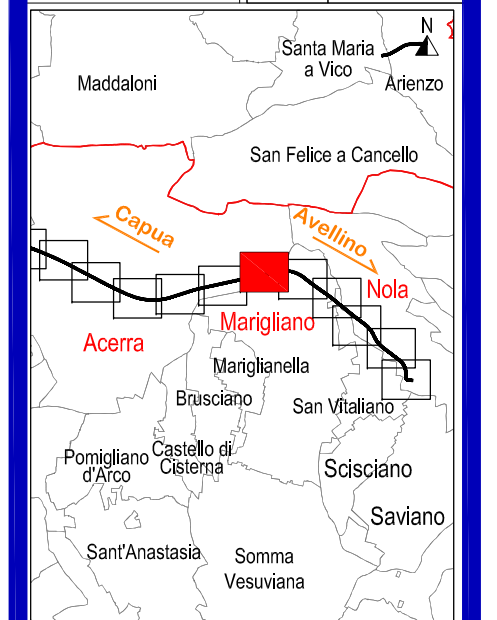 N
Santa Maria
a Vico
Maddaloni
Arienzo
San Felice a Cancello
Capua
Avellino
Nola
Marigliano
Acerra
Mariglianella
Brusciano
San Vitaliano
Castello di
Cisterna
Pomigliano
d'Arco
Scisciano
Saviano
Sant'Anastasia
Somma
Vesuviana